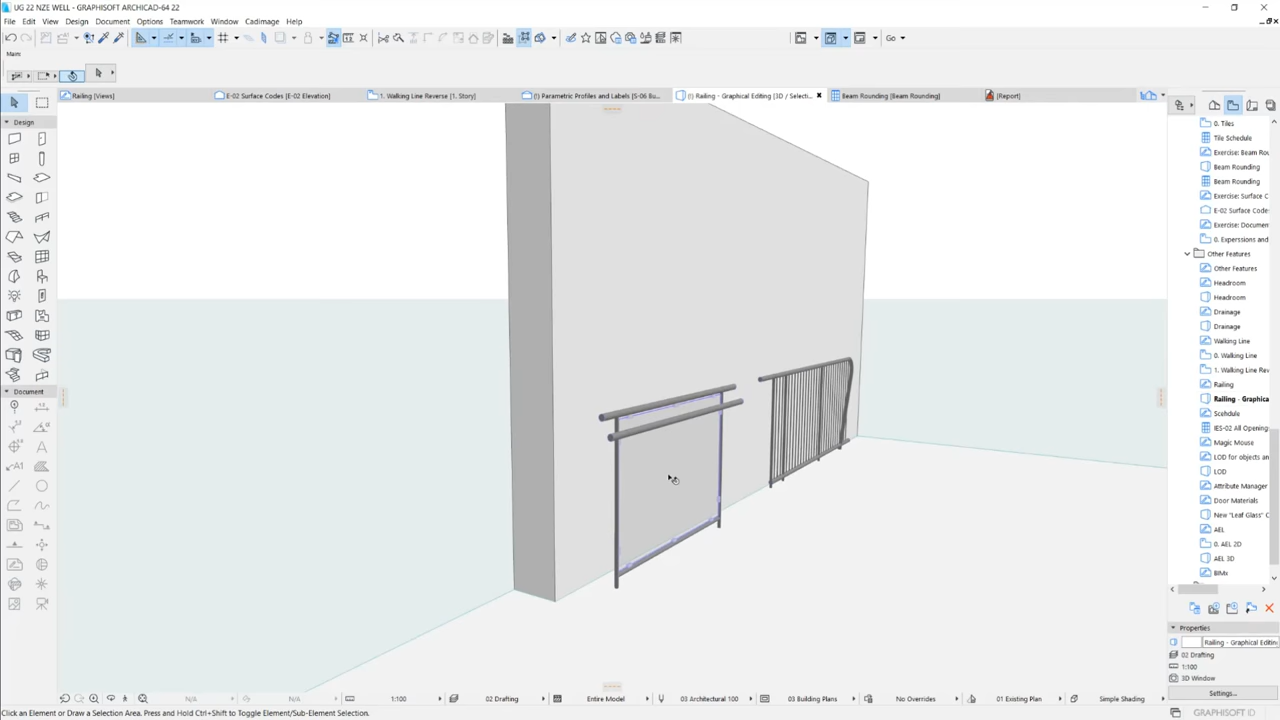 UG 22 NZE WELL - GRAPHISOFT ARCHICAD-64 22
File Edit View Design Document Options Teamwork Window Cadimage Help
Go
Main
Railing [Views]
E-02 Surface Codes [E-02 Elevation]
1. Walking Line Reverse [1. Story]
(!) Parametric Profiles and Labels [S-06 Bu...
(!) Railing - Graphical Editing [3D / Selecti...
Beam Rounding [Beam Rounding]
[Report]
Design
Document
0. Tiles
Tile Schedule
Exercise: Beam Rou
Beam Rounding
Beam Rounding
Exercise: Surface C
E-02 Surface Code
Exercise: Documen
0. Experssions and
Other Features
Other Features
Headroom
Headroom
Drainage
Drainage
Walking Line
0. Walking Line
1. Walking Line Rev
Railing
Railing - Graphica
Scehdule
IES-02 All Opening
Magic Mouse
LOD for objects an
LOD
Attribute Manager
Door Materials
New "Leaf Glass" C
AEL
0. AEL 2D
AEL 3D
BIMx
Properties
Railing - Graphical Editin
02 Drafting
1:100
3D Window
Settings...
N/A
N/A
1:100
02 Drafting
Entire Model
03 Architectural 100
03 Building Plans
No Overrides
01 Existing Plan
Simple Shading
Click an Element or Draw a Selection Area. Press and Hold Ctrl+Shift to Toggle Element/Sub-Element Selection.
GRAPHISOFT ID